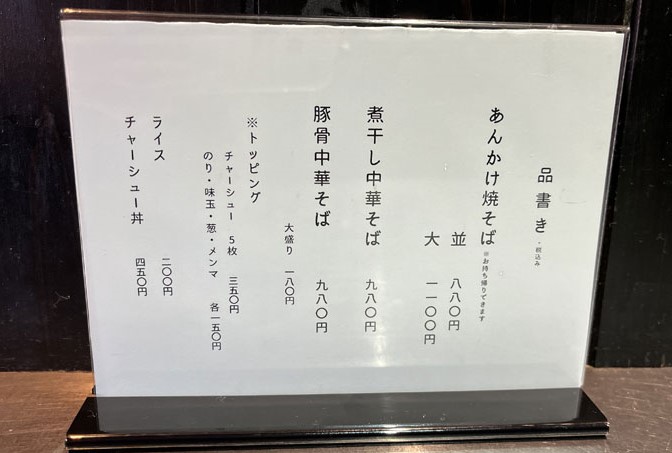 品書き ・税込み
あんかけ焼そば ※お持ち帰りできます
並 八八〇円
大 一一〇〇円
煮干し中華そば 九八〇円
豚骨中華そば 九八〇円
大盛り 一八〇円
※トッピング
チャーシュー 5枚 三五〇円
のり・味玉・葱・メンマ 各一五〇円
ライス 二〇〇円
チャーシュー丼 四五〇円